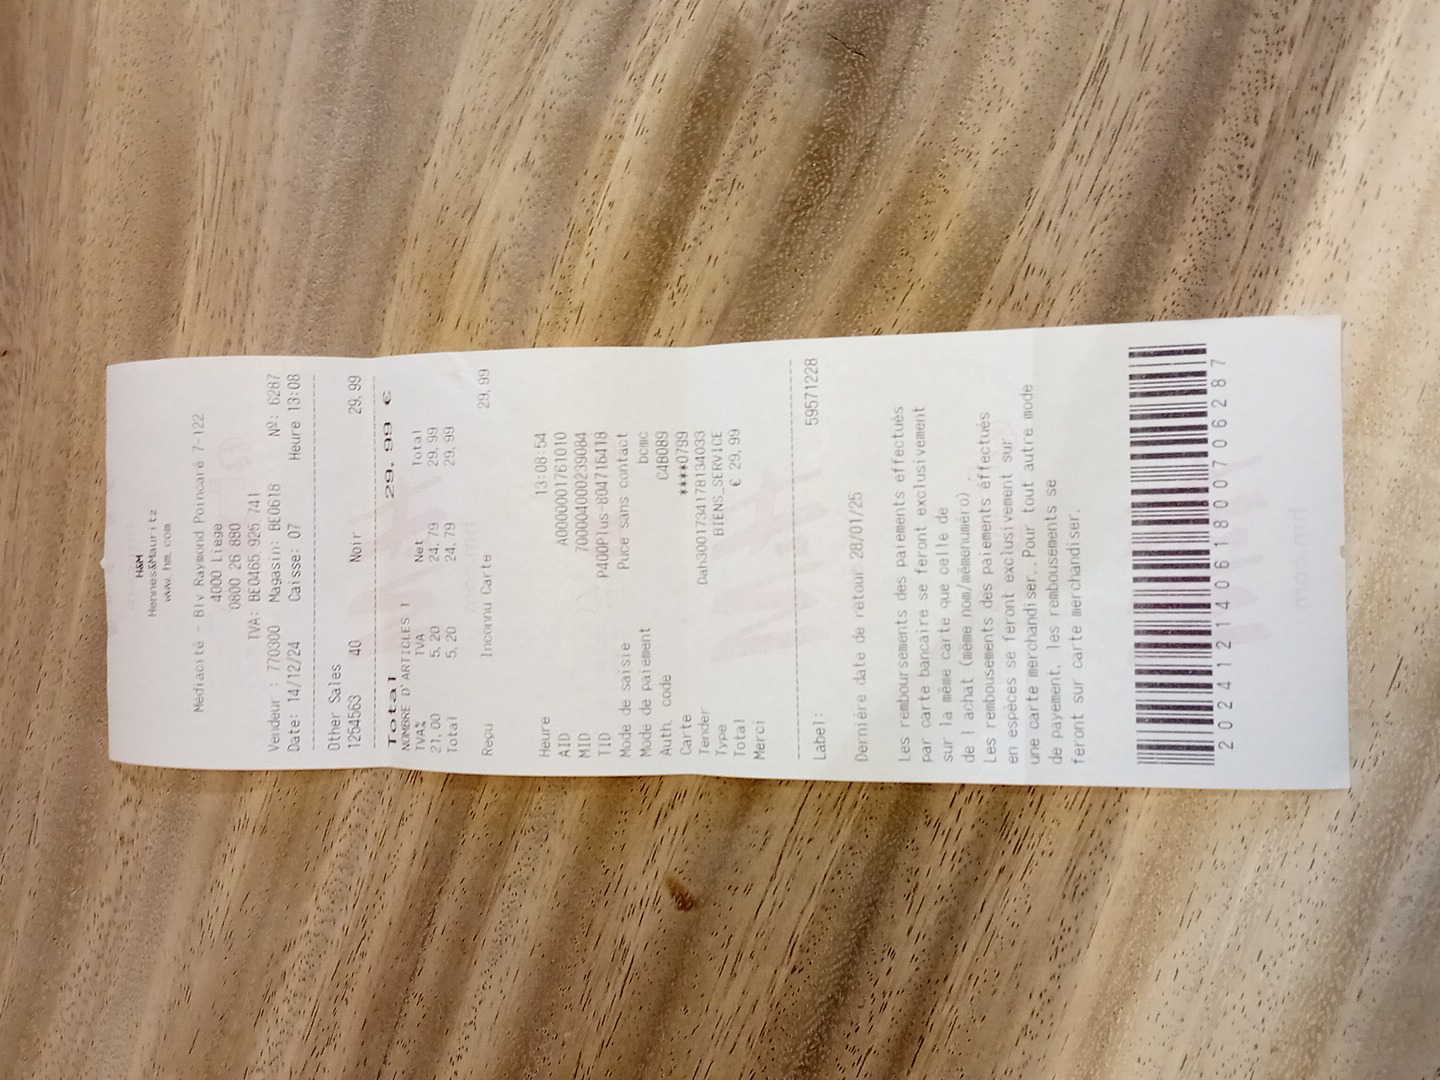 H&M
Hennes&Mauritz
www.hm.com
Médiacité - Blv Raymond Poincaré 7-122
4000 Liège
0800 26 880
TVA: BE0465.925.741
Vendeur : 770300 Magasin: BE0618 Nº: 6287
Date: 14/12/24 Caisse: 07 Heure 13:08
Other Sales
1254563 40 Noir 29,99
Total 29,99 €
NOMBRE D'ARTICLES 1
TVA% TVA Net Total
21,00 5,20 24,79 29,99
Total 5,20 24,79 29,99
Reçu Inconnu Carte 29,99
Heure 13:08:54
AID A0000001761010
MID 7000040000239084
TID P400Plus-804716418
Mode de saisie Puce sans contact
Mode de paiement bcmc
Auth. code C4B089
Carte ****0799
Tender Dah3001734178134033
Type BIENS_SERVICE
Total € 29,99
Merci
Label: 59571228
Dernière date de retour 28/01/25
Les remboursements des paiements éffectués
par carte bancaire se feront exclusivement
sur la même carte que celle de
de l achat (même nom/mêmenuméro) .
Les rembousements des paiements éffectués
en espèces se feront exclusivement sur
une carte merchandiser.. Pour tout autre mode
de payement, les rembousements se
feront sur carte merchandiser.
20241214061800706287